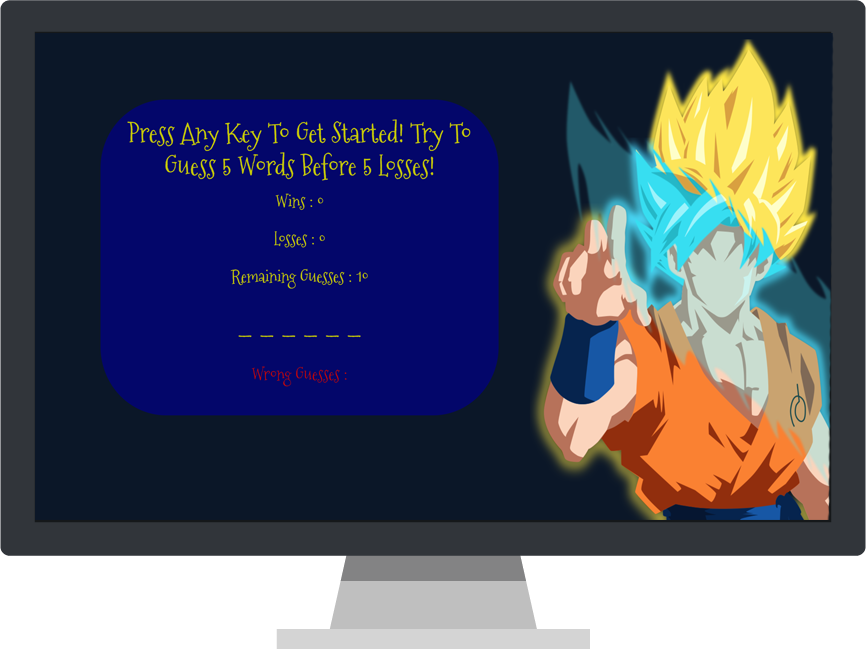 Press Any Key To Get Started! Try To
Guess 5 Words Before 5 Losses!
Wins : 0
Losses : 0
Remaining Guesses : 10
_ _ _ _ _ _
Wrong Guesses :